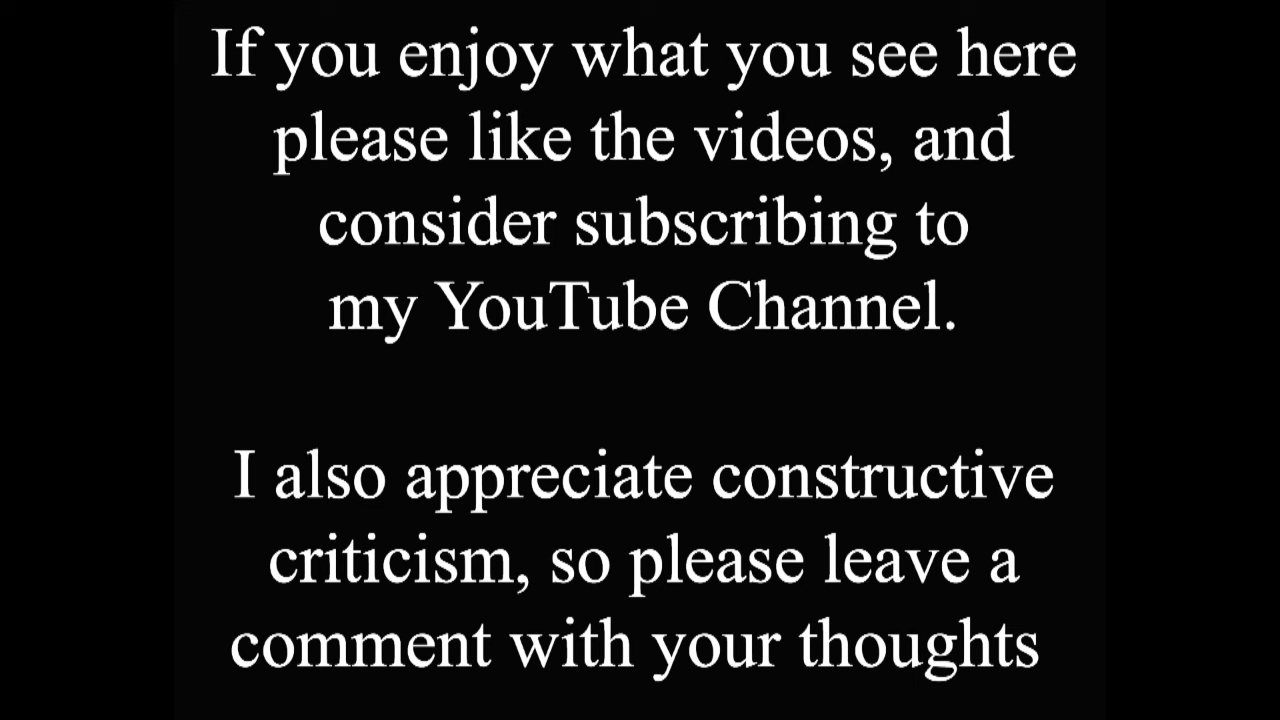 If you enjoy what you see here
please like the videos, and
consider subscribing to
my YouTube Channel.
I also appreciate constructive
criticism, so please leave a
comment with your thoughts